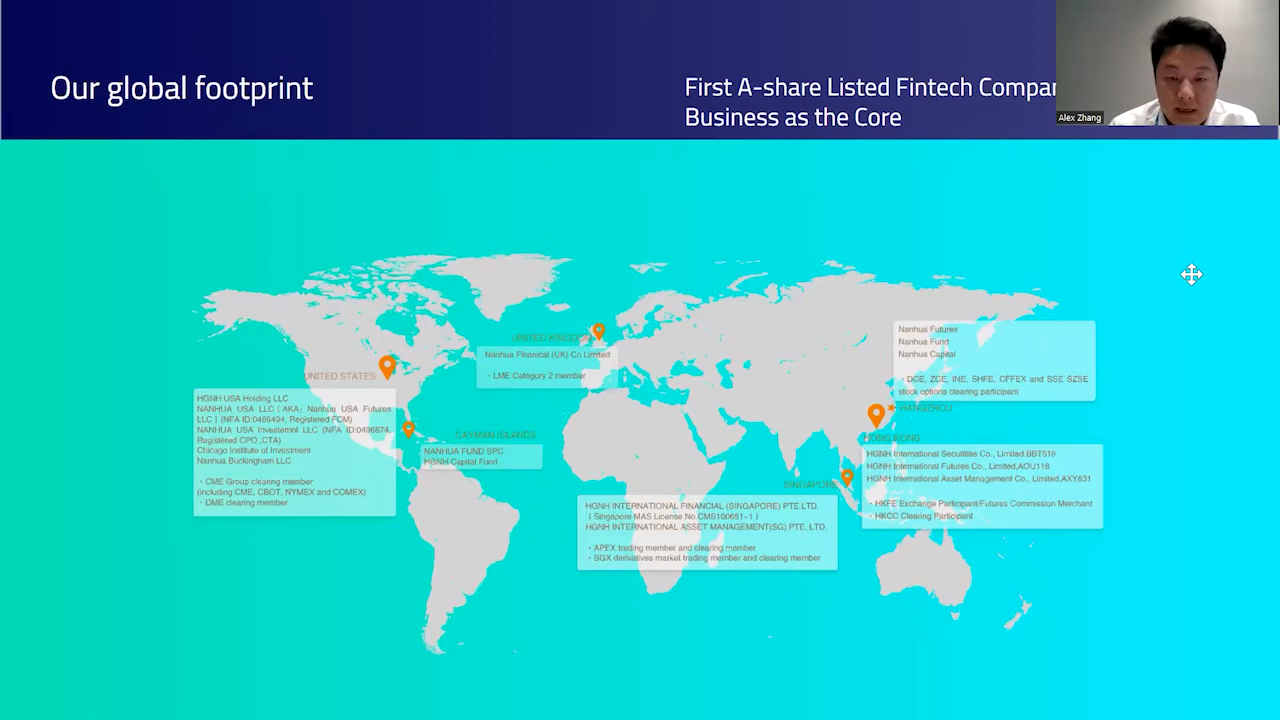 Our global footprint
First A-share Listed Fintech Compan
Business as the Core
Alex Zhang
UNITED STATES
HGNH USA Holding LLC
NANHUA USA LLC ( AKA: Nanhua USA Futures
LLC ) (NFA ID:0466494, Registered FCM)
NANHUA USA Investemnt LLC (NFA ID:0496874,
Registered CPO ,CTA)
Chicago Institute of Investment
Nanhua Buckingham LLC
· CME Group clearing member
(including CME, CBOT, NYMEX and COMEX)
· DME clearing member
CAYMAN ISLANDS
NANHUA FUND SPC
HGNH Capital Fund
UNITED KINGDOM
Nanhua Finanical (UK) Co.Limited
· LME Category 2 member
SINGAPORE
HGNH INTERNATIONAL FINANCIAL (SINGAPORE) PTE LTD.
( Singapore MAS License No.CMS100651-1 )
HGNH INTERNATIONAL ASSET MANAGEMENT(SG) PTE. LTD.
· APEX trading member and clearing member
· SGX derivatives market trading member and clearing member
Nanhua Futures
Nanhua Fund
Nanhua Capital
· DCE, ZCE, INE, SHFE, CFFEX and SSE SZSE
stock options clearing participant
HANGZHOU
HONG KONG
HGNH International Secuitities Co., Limited.BBT518
HGNH International Futures Co., Limited,AOU118
HGNH International Asset Management Co., Limited,AXY831
· HKFE Exchange Participant/Futures Commission Merchant
· HKCC Clearing Participant